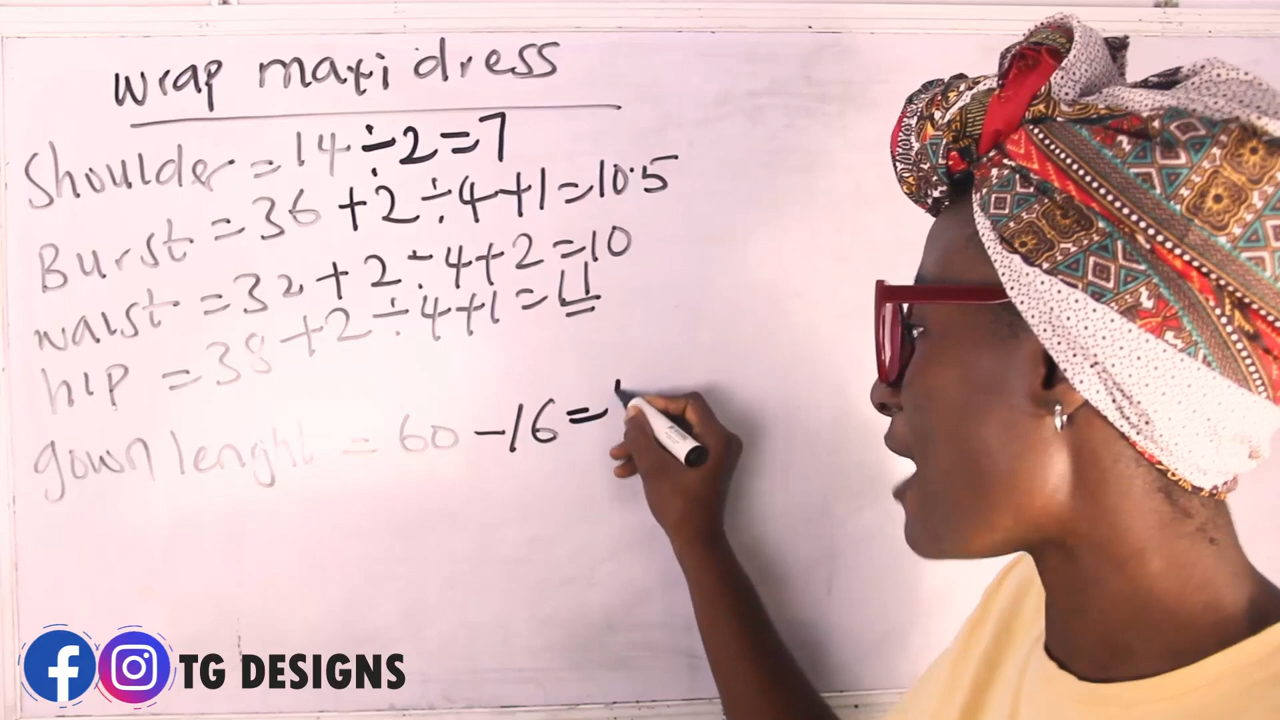 wrap maxi dress
Shoulder = 14 ÷ 2 = 7
Burst = 36 + 2 ÷ 4 + 1 = 10.5
waist = 32 + 2 ÷ 4 + 2 = 10
hip = 38 + 2 ÷ 4 + 1 = 11
gown lenght = 60 - 16 =
TG DESIGNS